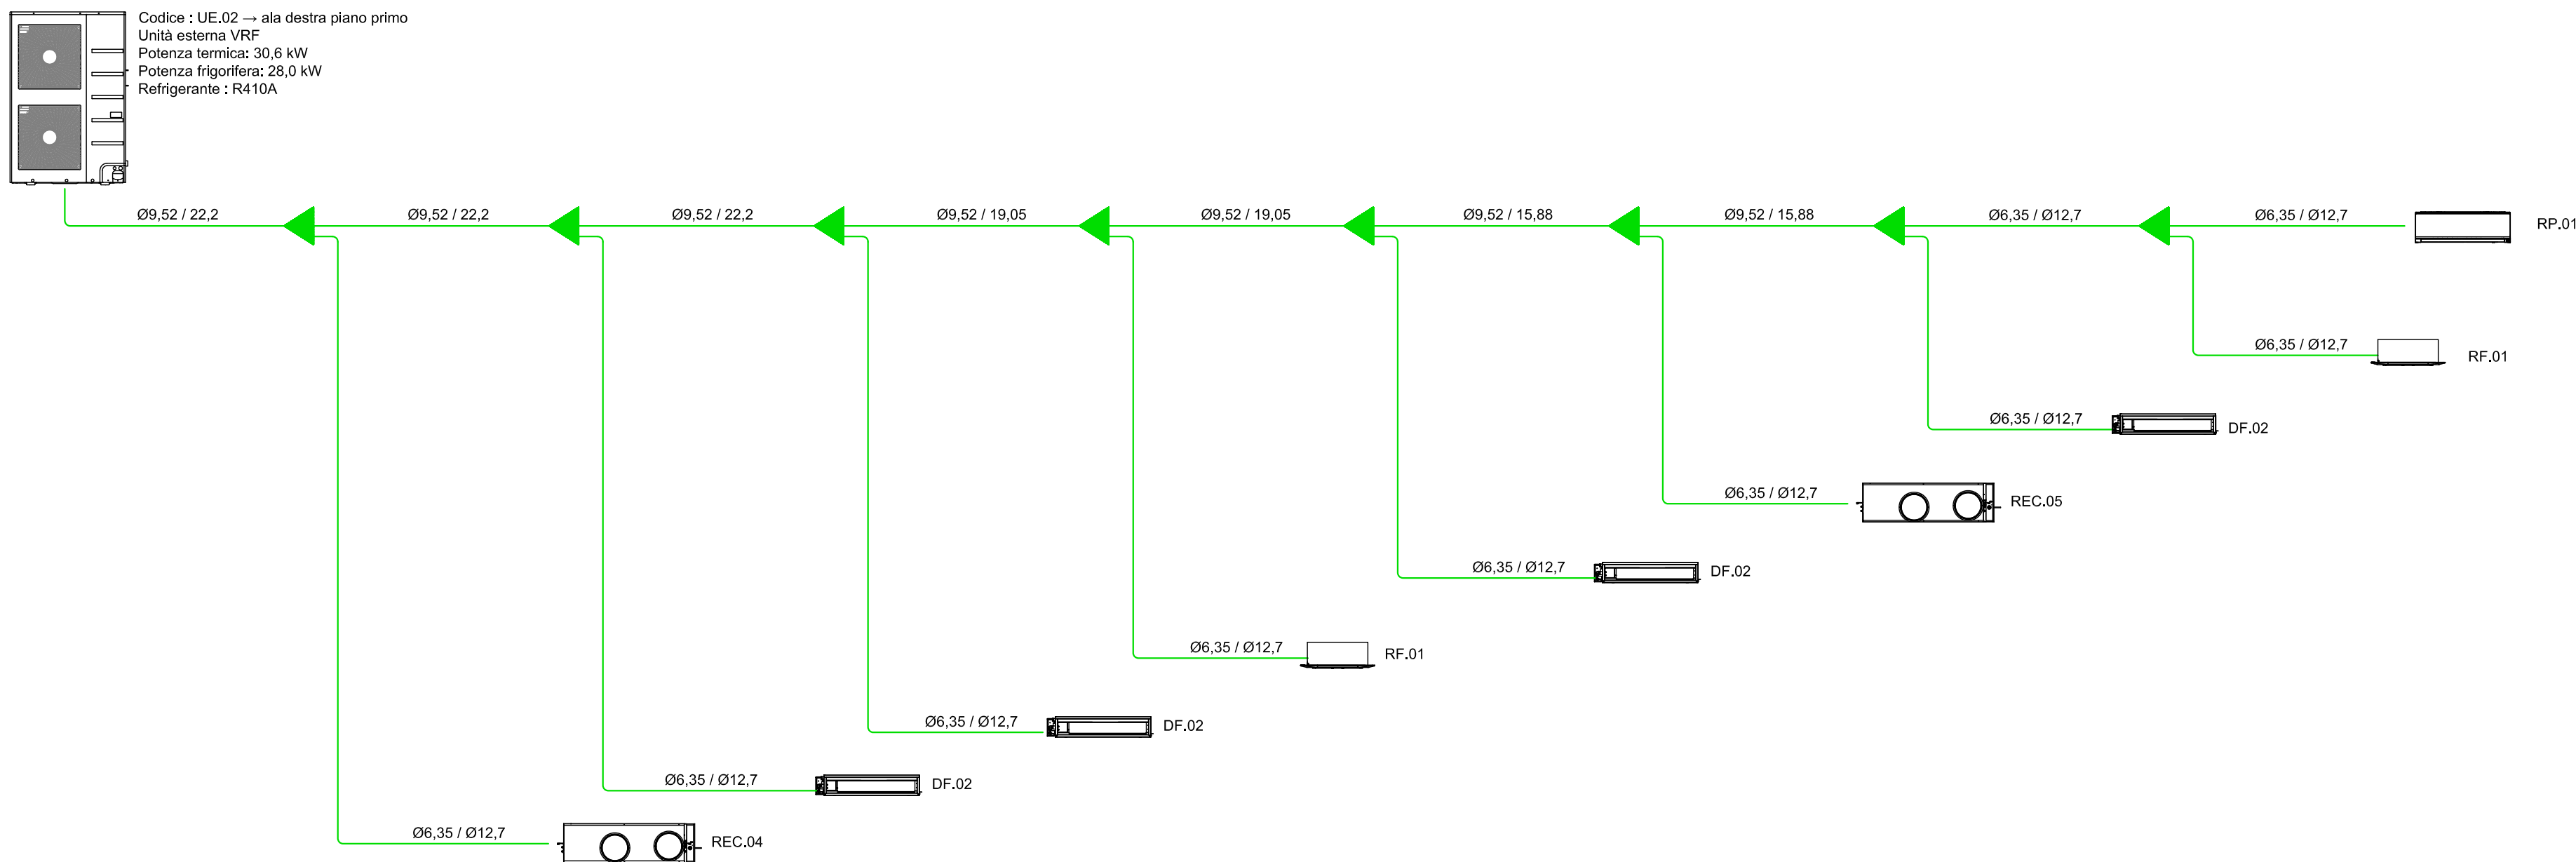 Codice : UE.02 → ala destra piano primo
Unità esterna VRF
Potenza termica: 30,6 kW
Potenza frigorifera: 28,0 kW
Refrigerante : R410A
Ø9,52 / 22,2
Ø9,52 / 22,2
Ø9,52 / 22,2
Ø9,52 / 19,05
Ø9,52 / 19,05
Ø9,52 / 15,88
Ø9,52 / 15,88
Ø6,35 / Ø12,7
Ø6,35 / Ø12,7
RP.01
Ø6,35 / Ø12,7
RF.01
Ø6,35 / Ø12,7
DF.02
Ø6,35 / Ø12,7
REC.05
Ø6,35 / Ø12,7
DF.02
Ø6,35 / Ø12,7
RF.01
Ø6,35 / Ø12,7
DF.02
Ø6,35 / Ø12,7
DF.02
Ø6,35 / Ø12,7
REC.04